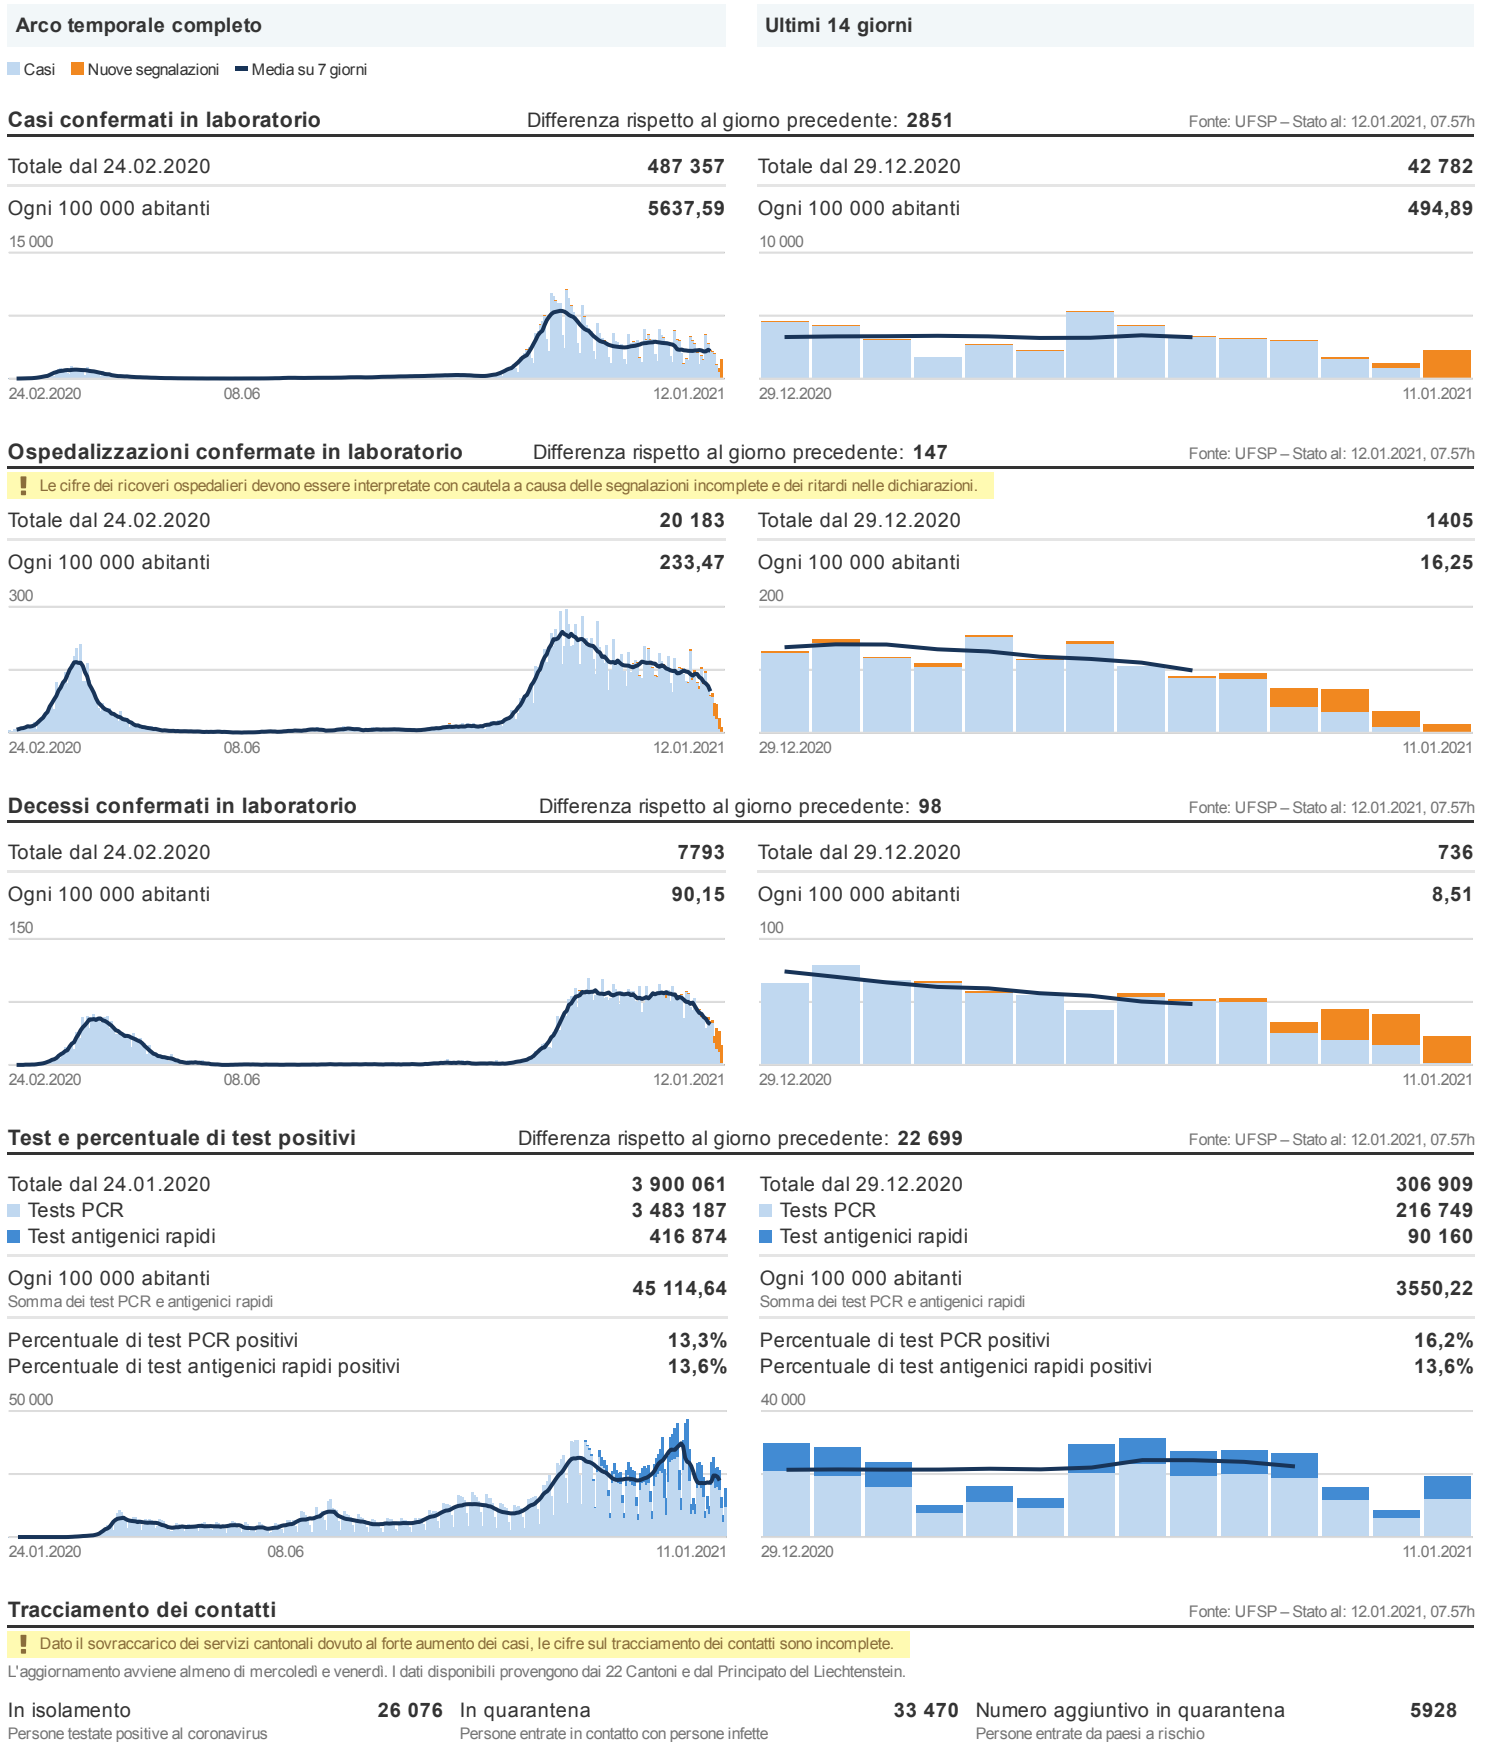 Arco temporale completo
Ultimi 14 giorni
Casi
Nuove segnalazioni
Media su 7 giorni
Casi confermati in laboratorio
Differenza rispetto al giorno precedente: 2851
Fonte: UFSP – Stato al: 12.01.2021, 07.57h
Totale dal 24.02.2020
487 357
Totale dal 29.12.2020
42 782
Ogni 100 000 abitanti
5637,59
Ogni 100 000 abitanti
494,89
15 000
10 000
24.02.2020
08.06
12.01.2021
29.12.2020
11.01.2021
Ospedalizzazioni confermate in laboratorio
Differenza rispetto al giorno precedente: 147
Fonte: UFSP – Stato al: 12.01.2021, 07.57h
! Le cifre dei ricoveri ospedalieri devono essere interpretate con cautela a causa delle segnalazioni incomplete e dei ritardi nelle dichiarazioni.
Totale dal 24.02.2020
20 183
Totale dal 29.12.2020
1405
Ogni 100 000 abitanti
233,47
Ogni 100 000 abitanti
16,25
300
200
24.02.2020
08.06
12.01.2021
29.12.2020
11.01.2021
Decessi confermati in laboratorio
Differenza rispetto al giorno precedente: 98
Fonte: UFSP – Stato al: 12.01.2021, 07.57h
Totale dal 24.02.2020
7793
Totale dal 29.12.2020
736
Ogni 100 000 abitanti
90,15
Ogni 100 000 abitanti
8,51
150
100
24.02.2020
08.06
12.01.2021
29.12.2020
11.01.2021
Test e percentuale di test positivi
Differenza rispetto al giorno precedente: 22 699
Fonte: UFSP – Stato al: 12.01.2021, 07.57h
Totale dal 24.01.2020
3 900 061
Tests PCR
3 483 187
Test antigenici rapidi
416 874
Totale dal 29.12.2020
306 909
Tests PCR
216 749
Test antigenici rapidi
90 160
Ogni 100 000 abitanti
Somma dei test PCR e antigenici rapidi
45 114,64
Ogni 100 000 abitanti
Somma dei test PCR e antigenici rapidi
3550,22
Percentuale di test PCR positivi
13,3%
Percentuale di test antigenici rapidi positivi
13,6%
Percentuale di test PCR positivi
16,2%
Percentuale di test antigenici rapidi positivi
13,6%
50 000
40 000
24.01.2020
08.06
11.01.2021
29.12.2020
11.01.2021
Tracciamento dei contatti
Fonte: UFSP – Stato al: 12.01.2021, 07.57h
! Dato il sovraccarico dei servizi cantonali dovuto al forte aumento dei casi, le cifre sul tracciamento dei contatti sono incomplete.
L'aggiornamento avviene almeno di mercoledì e venerdì. I dati disponibili provengono dai 22 Cantoni e dal Principato del Liechtenstein.
In isolamento
26 076
Persone testate positive al coronavirus
In quarantena
33 470
Persone entrate in contatto con persone infette
Numero aggiuntivo in quarantena
5928
Persone entrate da paesi a rischio